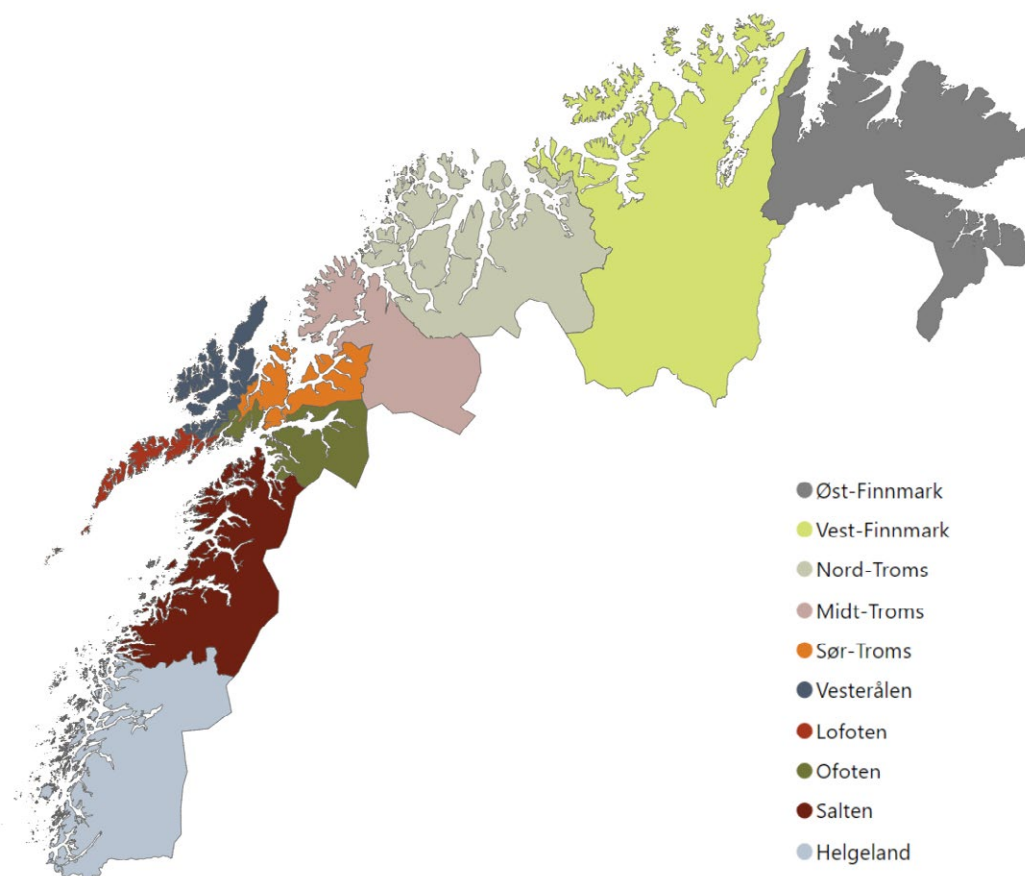 Øst-Finnmark
Vest-Finnmark
Nord-Troms
Midt-Troms
Sør-Troms
Vesterålen
Lofoten
Ofoten
Salten
Helgeland